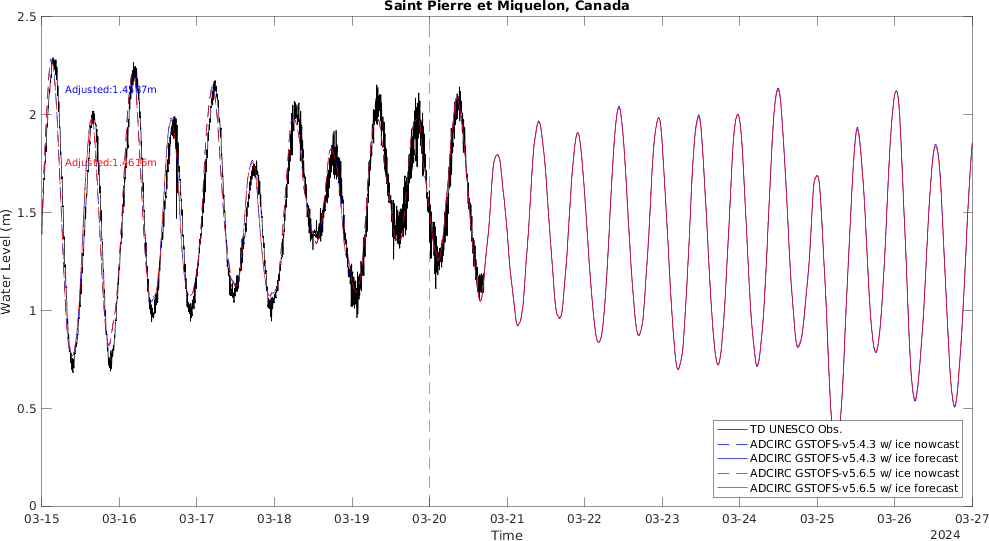 Saint Pierre et Miquelon, Canada
2.5
2
1.5
1
0.5
0
Water Level (m)
Adjusted:1.4587m
Adjusted:1.4616m
TD UNESCO Obs.
ADCIRC GSTOFS-v5.4.3 w/ ice nowcast
ADCIRC GSTOFS-v5.4.3 w/ ice forecast
ADCIRC GSTOFS-v5.6.5 w/ ice nowcast
ADCIRC GSTOFS-v5.6.5 w/ ice forecast
03-15 03-16 03-17 03-18 03-19 03-20 03-21 03-22 03-23 03-24 03-25 03-26 03-27
Time
2024